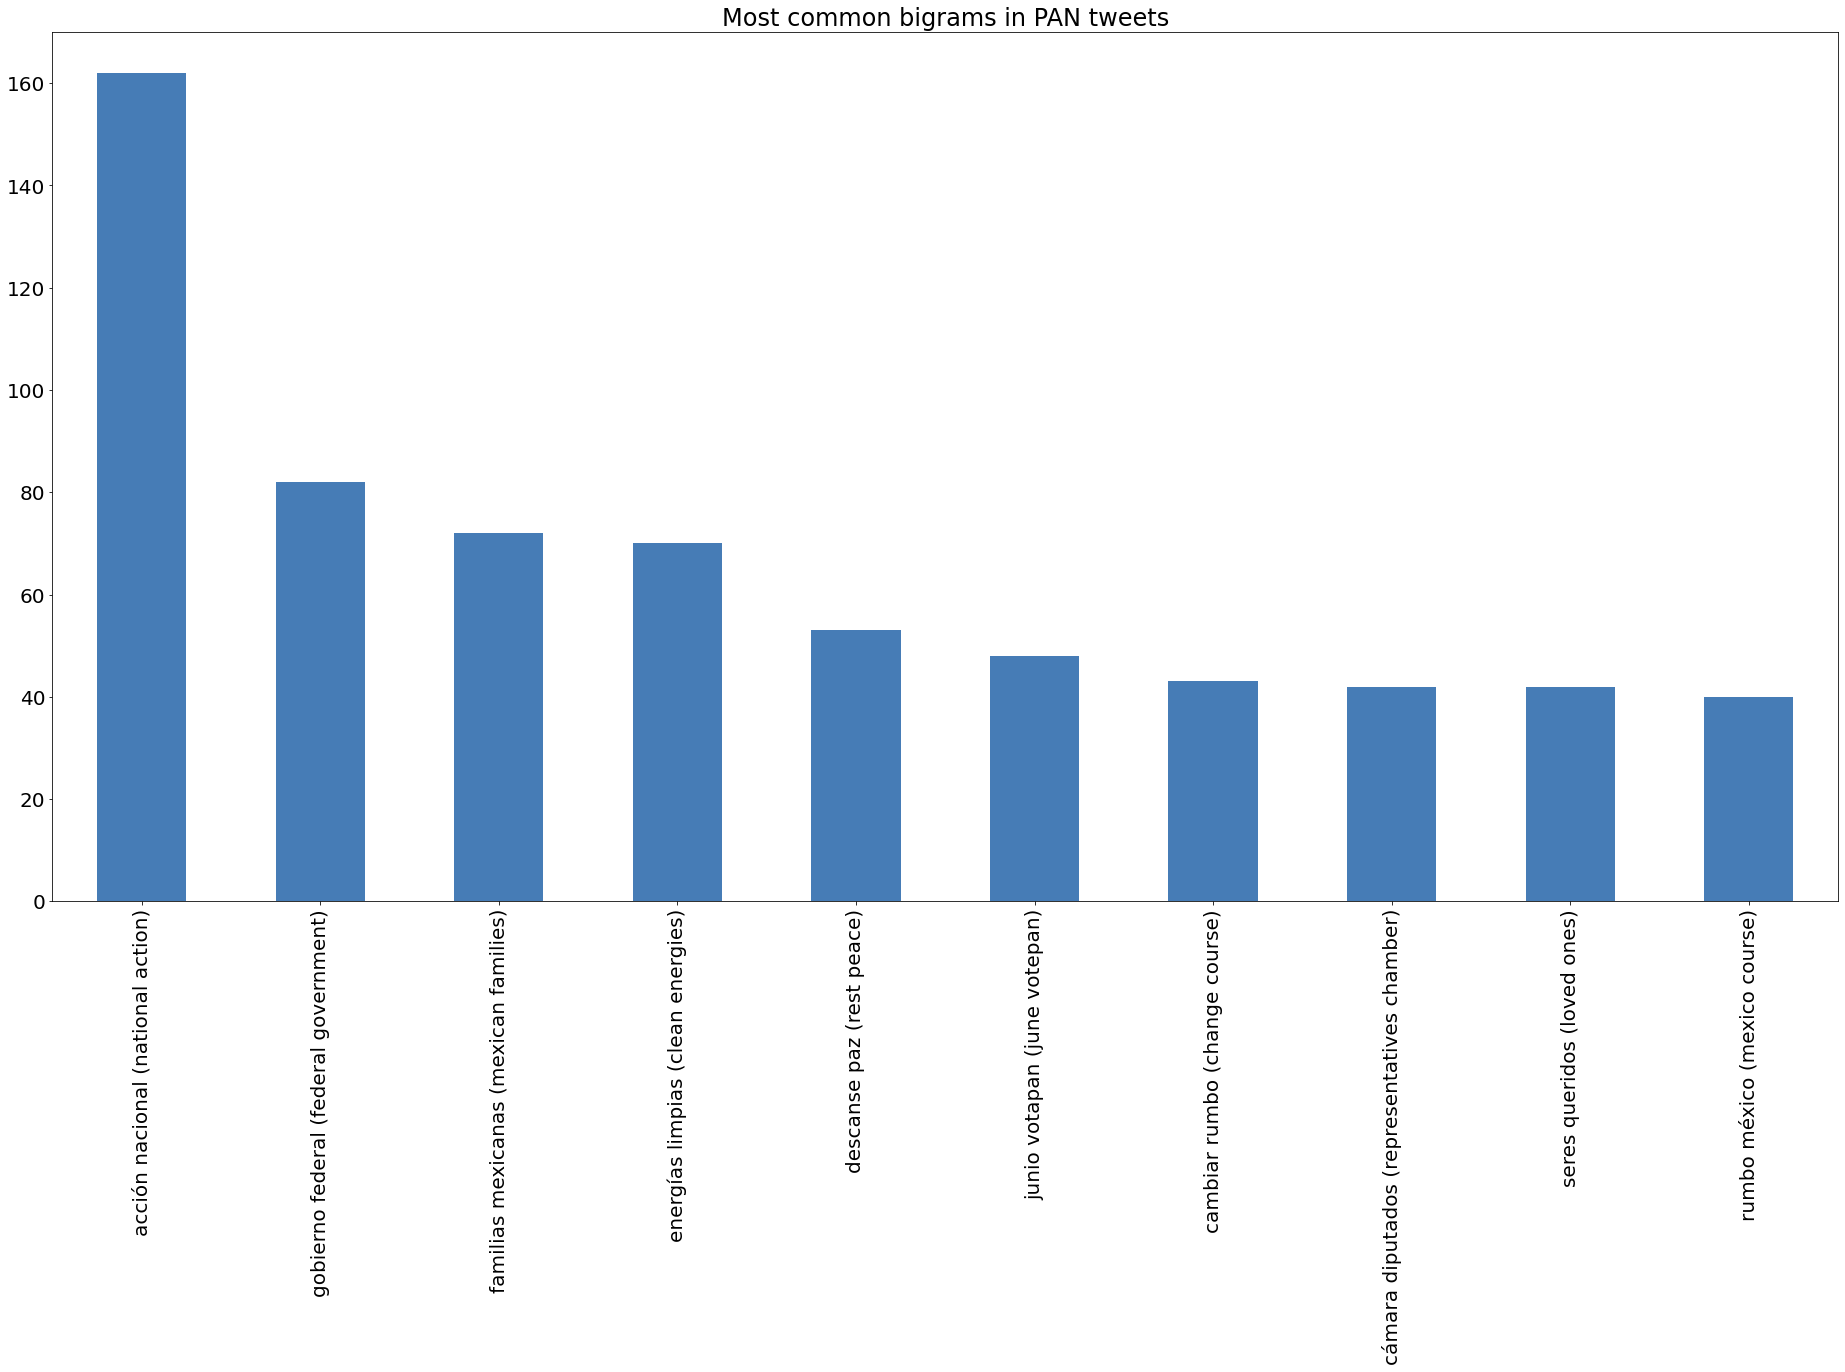 Most common bigrams in PAN tweets
160
140
120
100
80
60
40
20
0
acción nacional (national action)
gobierno federal (federal government)
familias mexicanas (mexican families)
energías limpias (clean energies)
descanse paz (rest peace)
junio votapan (june votepan)
cambiar rumbo (change course)
cámara diputados (representatives chamber)
seres queridos (loved ones)
rumbo méxico (mexico course)